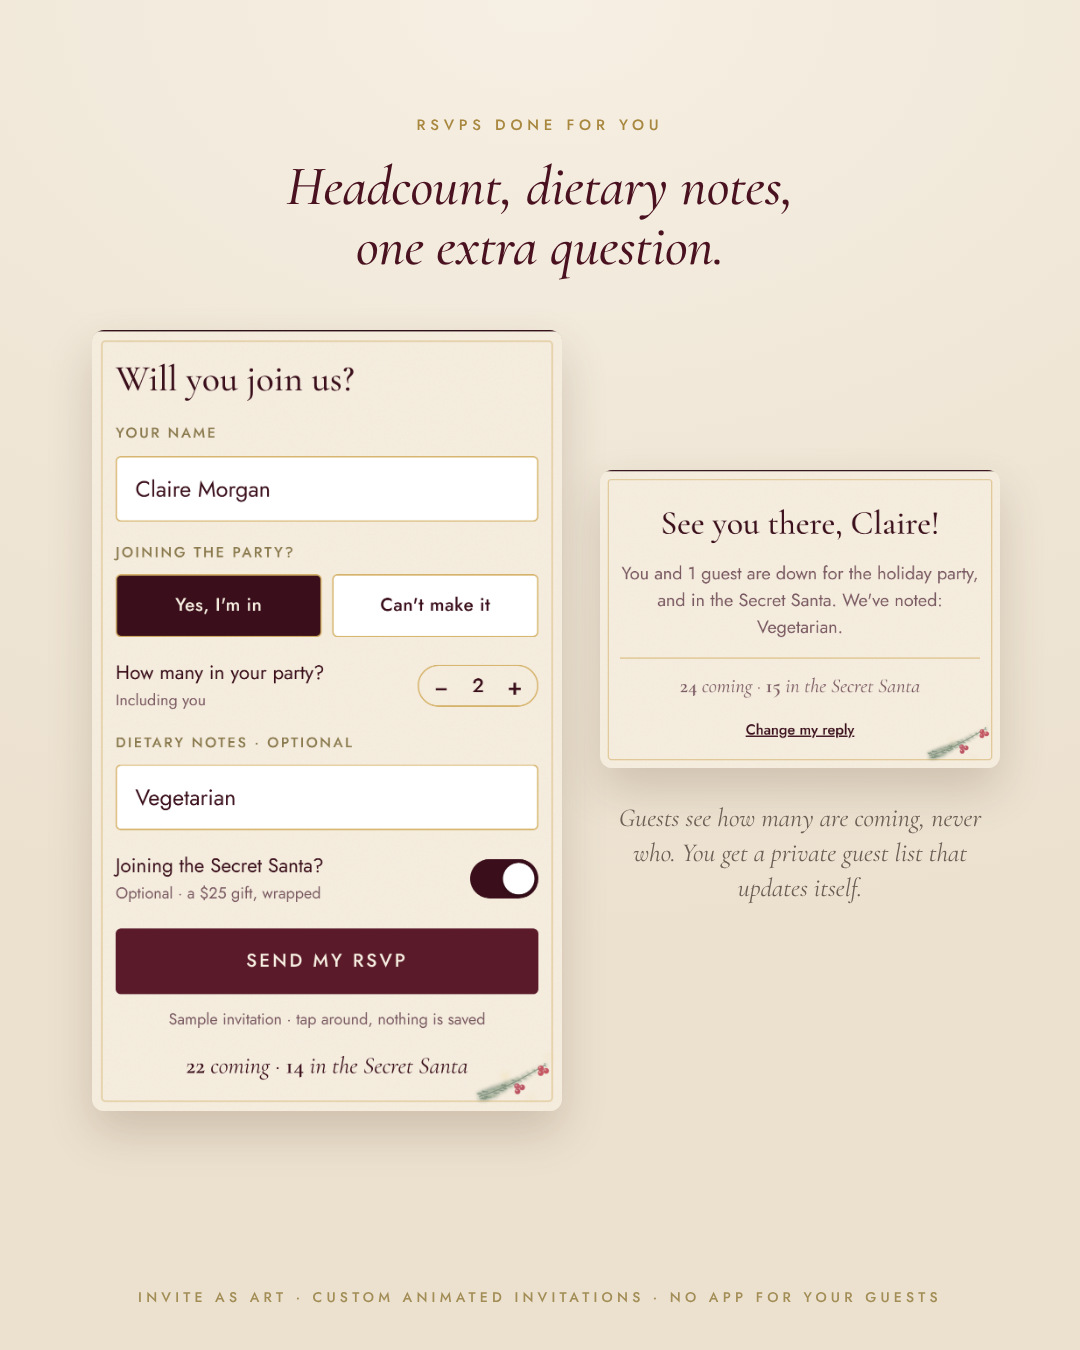 RSVPS DONE FOR YOU
Headcount, dietary notes,
one extra question.
Will you join us?
YOUR NAME
Claire Morgan
JOINING THE PARTY?
Yes, I'm in
Can't make it
How many in your party?
Including you
– 2 +
DIETARY NOTES · OPTIONAL
Vegetarian
Joining the Secret Santa?
Optional · a $25 gift, wrapped
SEND MY RSVP
Sample invitation · tap around, nothing is saved
22 coming · 14 in the Secret Santa
See you there, Claire!
You and 1 guest are down for the holiday party,
and in the Secret Santa. We've noted:
Vegetarian.
24 coming · 15 in the Secret Santa
Change my reply
Guests see how many are coming, never
who. You get a private guest list that
updates itself.
INVITE AS ART · CUSTOM ANIMATED INVITATIONS · NO APP FOR YOUR GUESTS